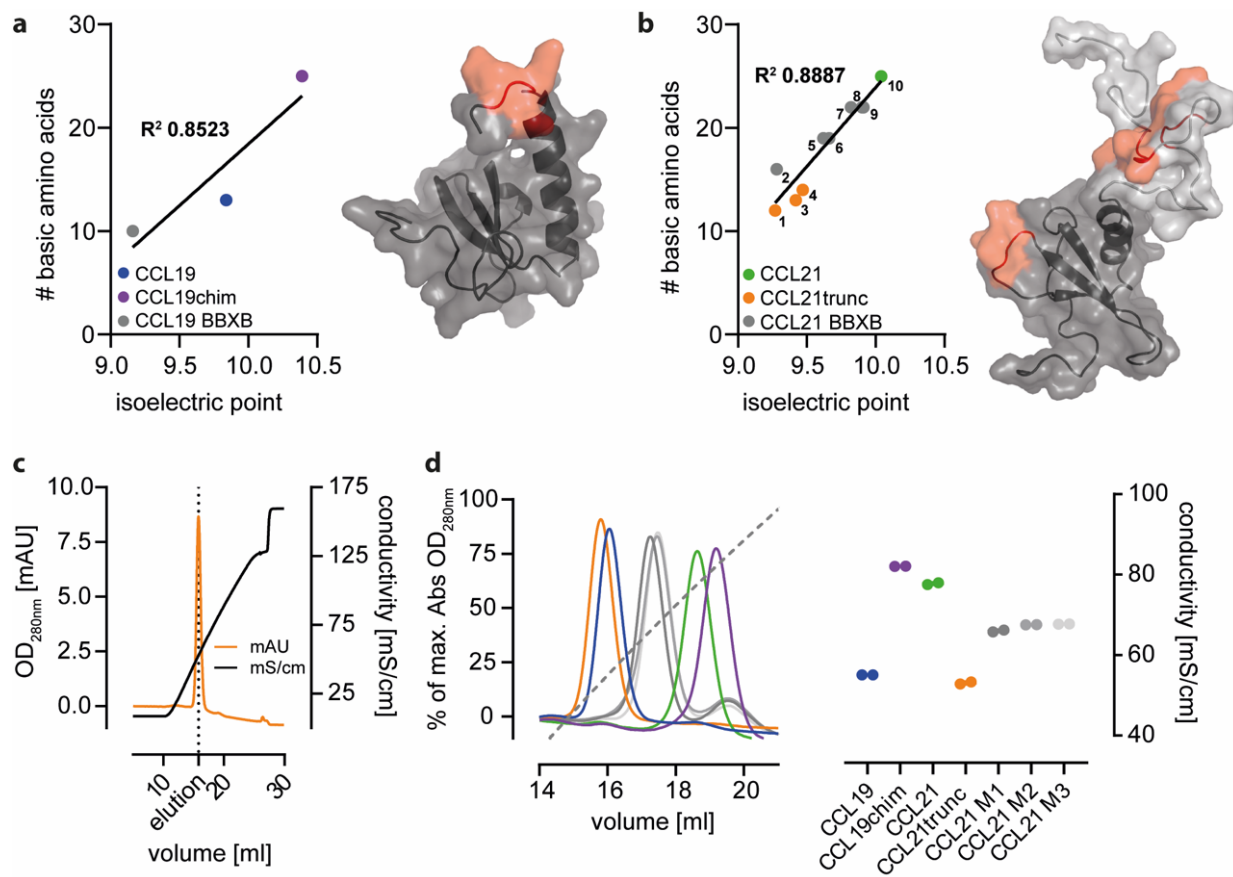 a
30
20
10
0
# basic amino acids
R² 0.8523
CCL19
CCL19chim
CCL19 BBXB
9.0
9.5
10.0
10.5
isoelectric point
b
30
20
10
0
# basic amino acids
R² 0.8887
1
2
3
4
5
6
7
8
9
10
CCL21
CCL21trunc
CCL21 BBXB
9.0
9.5
10.0
10.5
isoelectric point
c
10.0
7.5
5.0
2.5
0.0
OD280nm [mAU]
175
125
75
25
conductivity [mS/cm]
mAU
mS/cm
10
elution
20
30
volume [ml]
d
100
75
50
25
0
% of max. Abs OD280nm
14
16
18
20
volume [ml]
100
80
60
40
conductivity [mS/cm]
CCL19
CCL19chim
CCL21
CCL21trunc
CCL21 M1
CCL21 M2
CCL21 M3